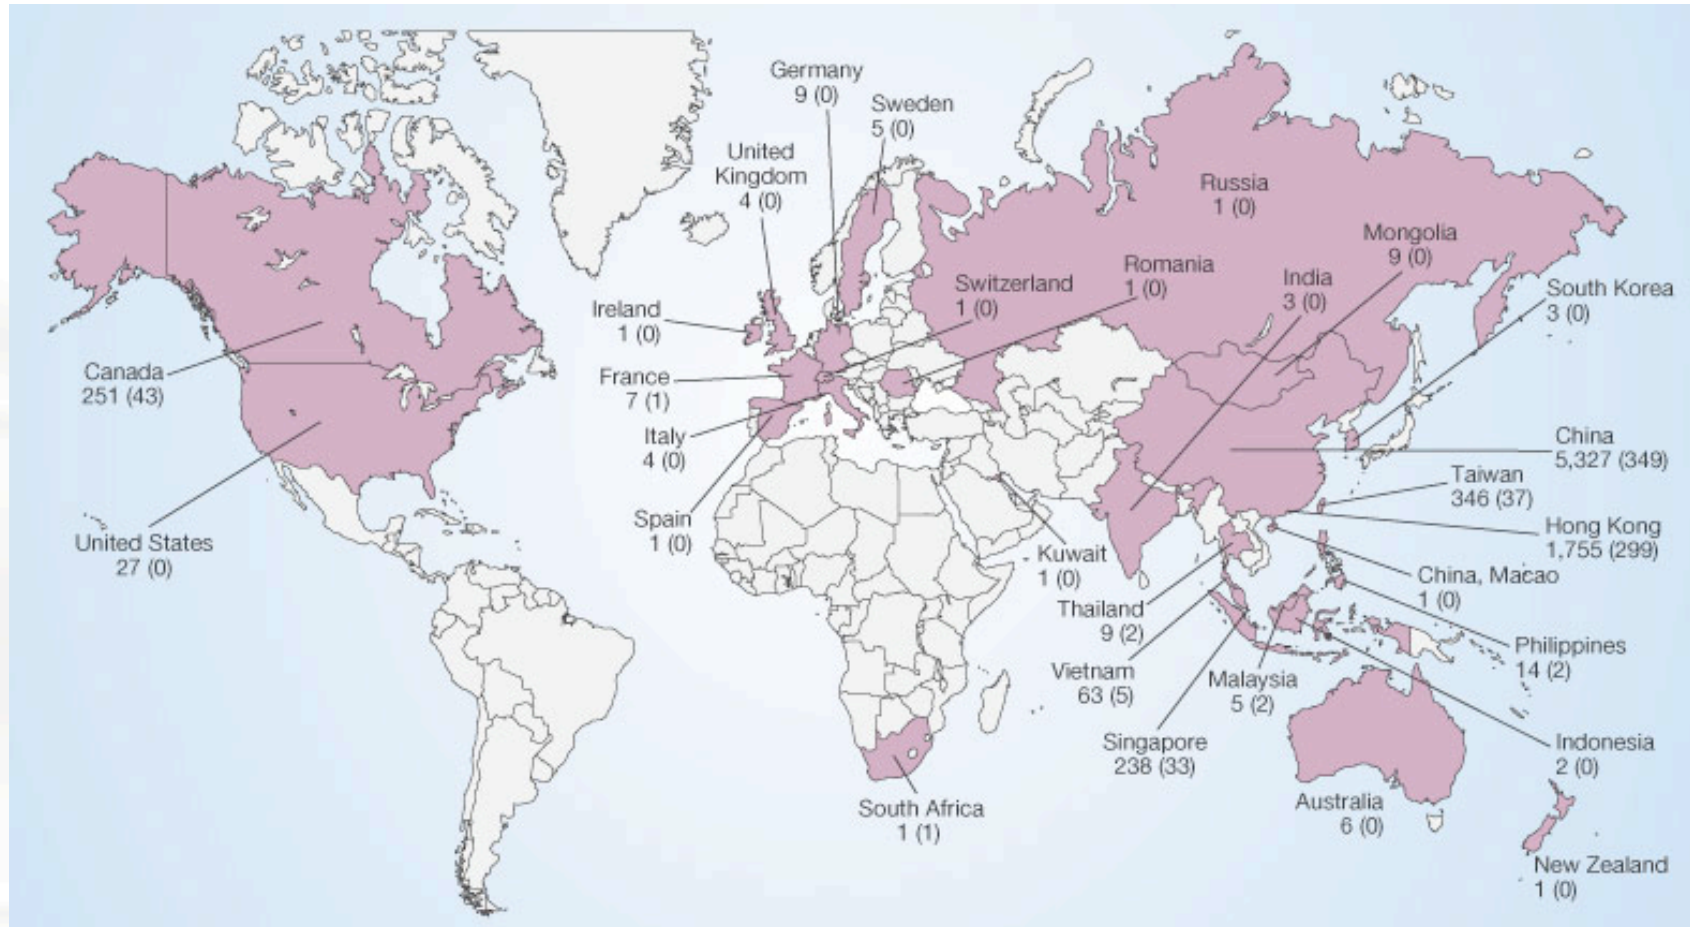 Germany
9 (0)
Sweden
5 (0)
United
Kingdom
4 (0)
Russia
1 (0)
Mongolia
9 (0)
Romania
1 (0)
India
3 (0)
Switzerland
1 (0)
South Korea
3 (0)
Ireland
1 (0)
Canada
251 (43)
France
7 (1)
Italy
4 (0)
China
5,327 (349)
Taiwan
346 (37)
Spain
1 (0)
Hong Kong
1,755 (299)
United States
27 (0)
Kuwait
1 (0)
China, Macao
1 (0)
Thailand
9 (2)
Philippines
14 (2)
Vietnam
63 (5)
Malaysia
5 (2)
Singapore
238 (33)
Indonesia
2 (0)
Australia
6 (0)
South Africa
1 (1)
New Zealand
1 (0)